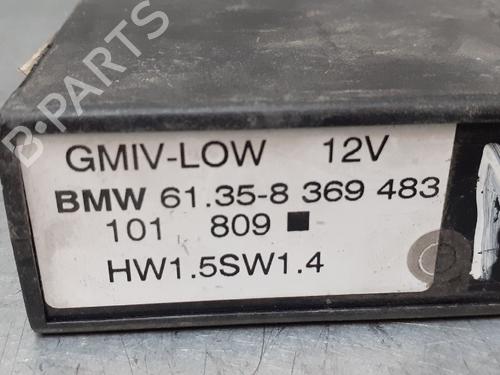 B-PARTS
GMIV-LOW 12V
BMW 61.35-8 369 483
101 809
HW1.5SW1.4